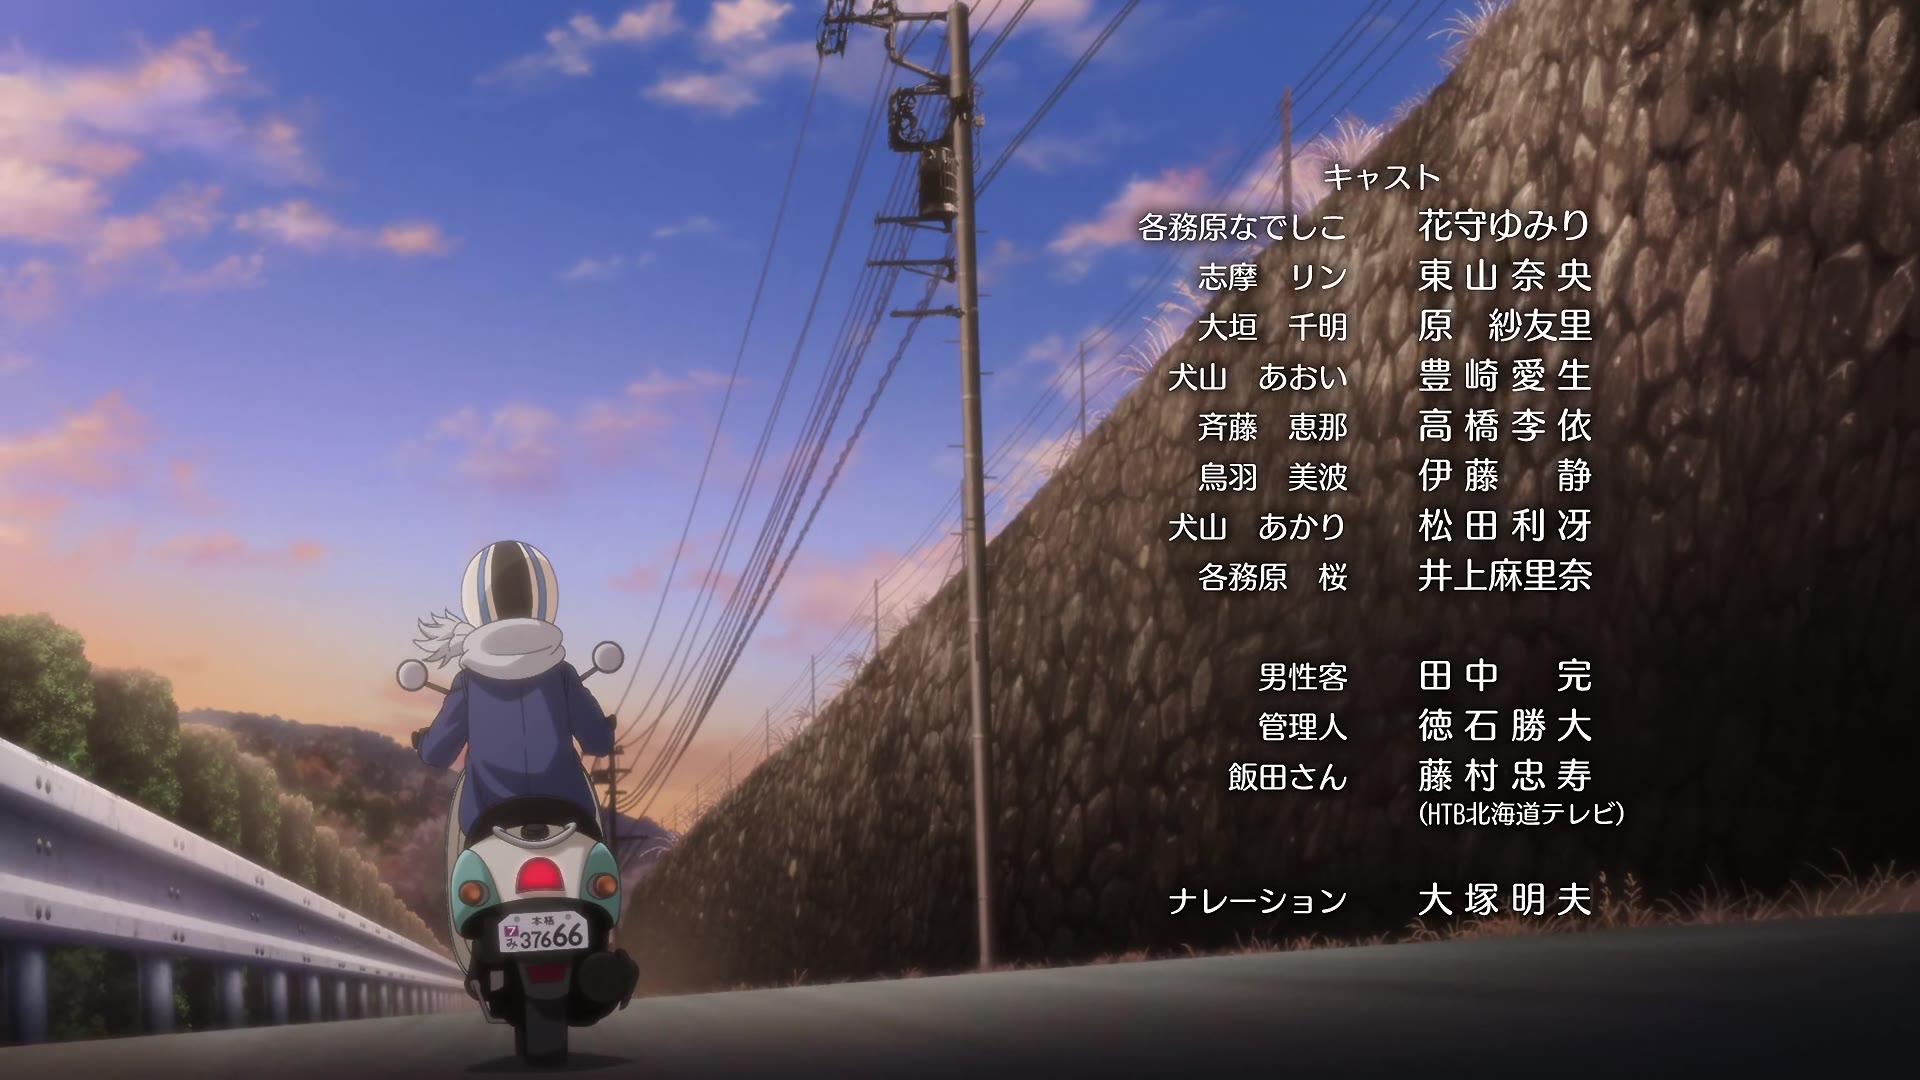 キャスト
各務原なでしこ 花守ゆみり
志摩 リン 東山奈央
大垣 千明 原 紗友里
犬山 あおい 豊崎愛生
斉藤 恵那 高橋李依
鳥羽 美波 伊藤 静
犬山 あかり 松田利冴
各務原 桜 井上麻里奈
男性客 田中 完
管理人 徳石勝大
飯田さん 藤村忠寿
(HTB北海道テレビ)
ナレーション 大塚明夫
本栖
7
み 37666